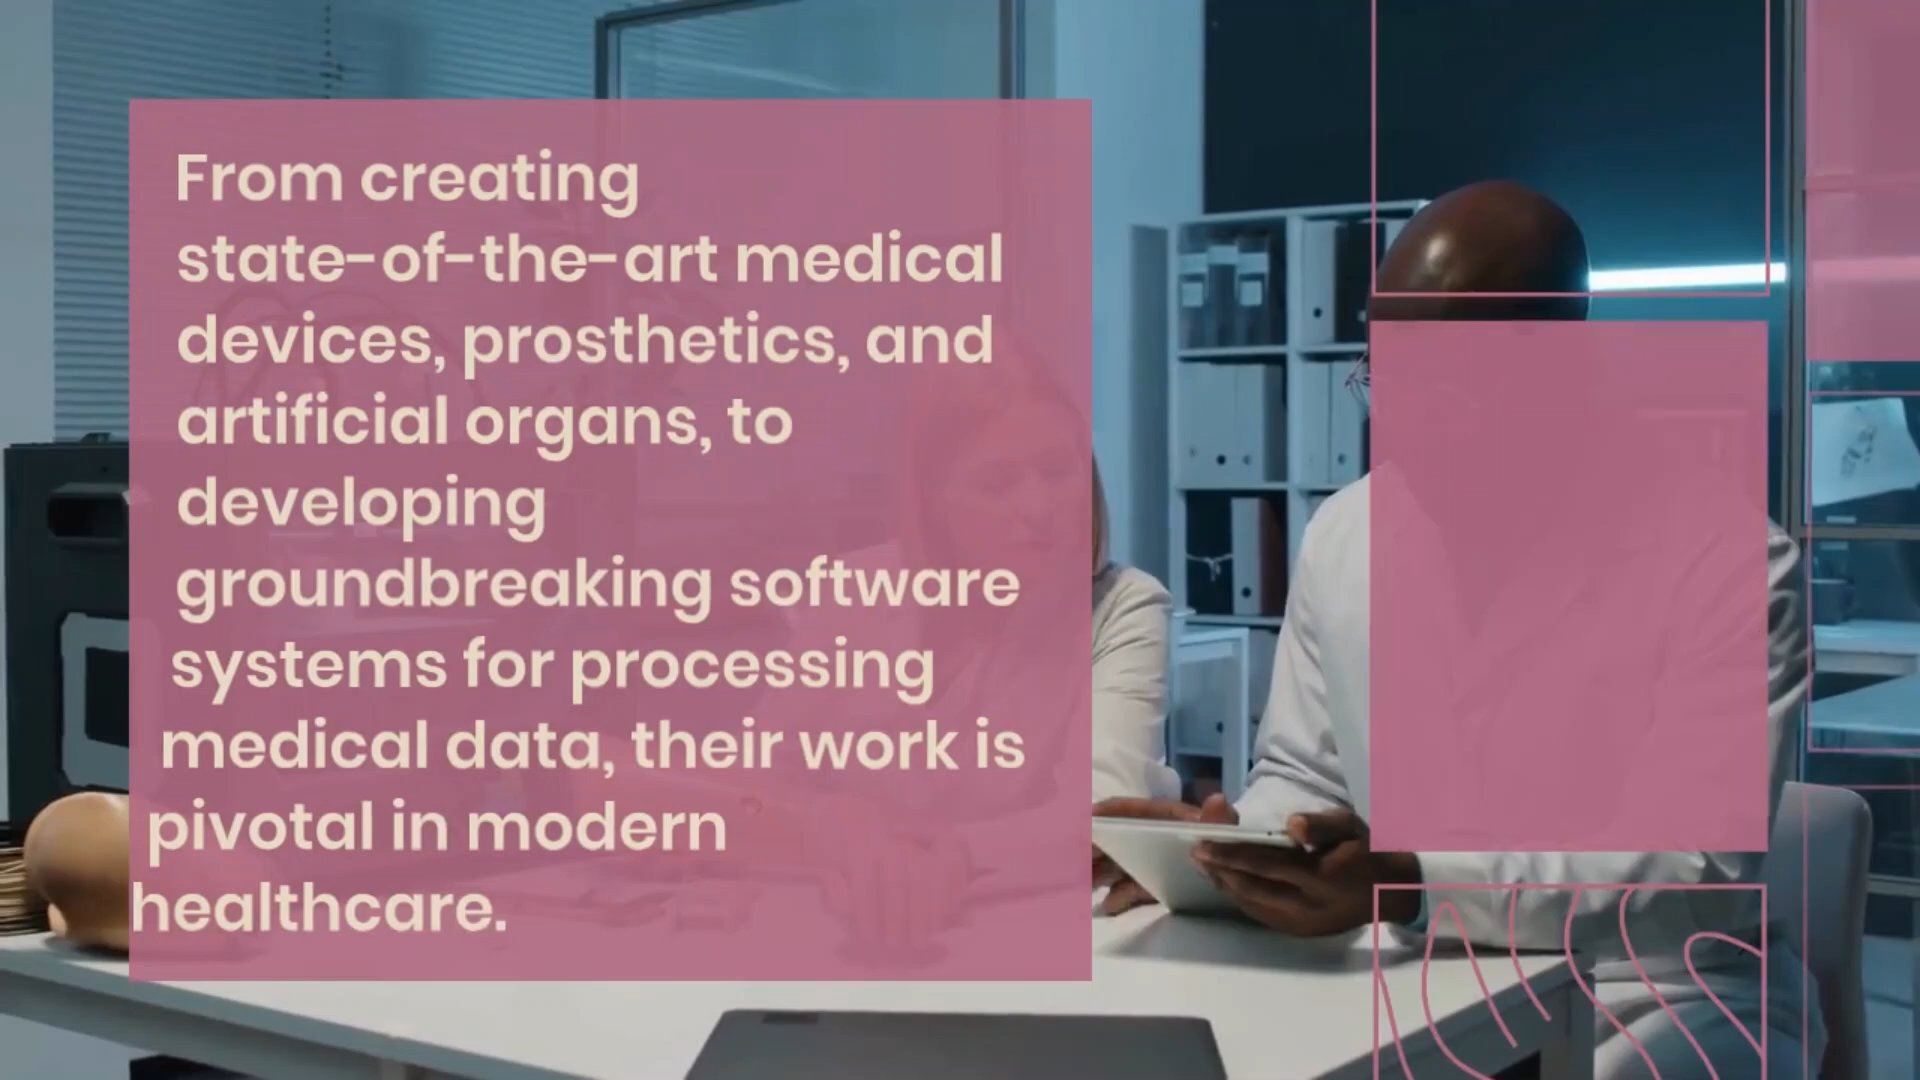 From creating
state-of-the-art medical
devices, prosthetics, and
artificial organs, to
developing
groundbreaking software
systems for processing
medical data, their work is
pivotal in modern
healthcare.